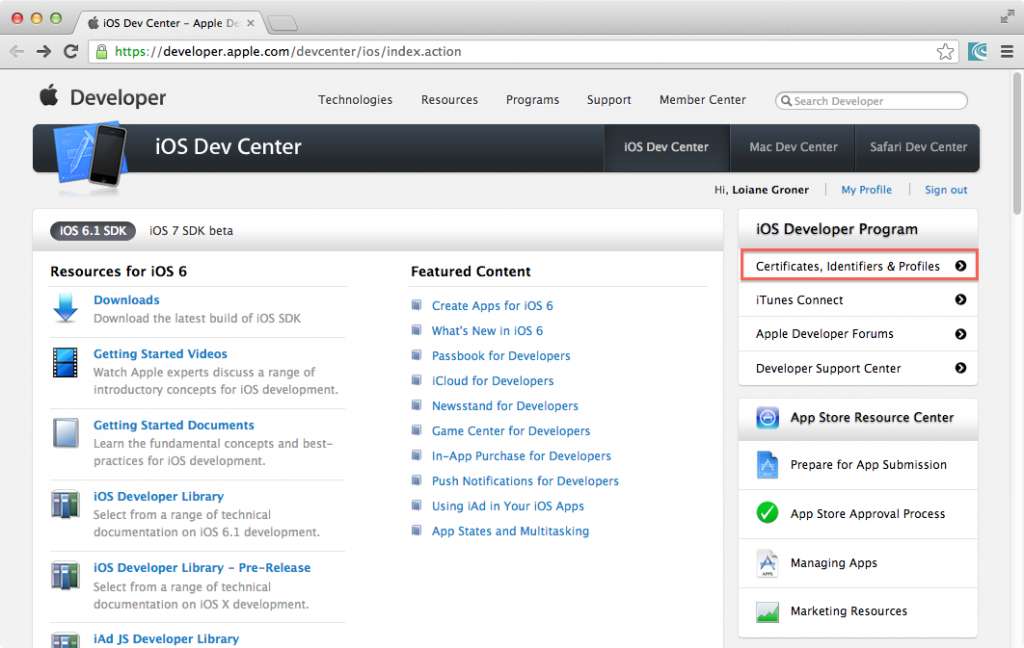 iOS Dev Center – Apple De
https://developer.apple.com/devcenter/ios/index.action
Developer
Technologies
Resources
Programs
Support
Member Center
Search Developer
iOS Dev Center
iOS Dev Center
Mac Dev Center
Safari Dev Center
Hi, Loiane Groner
My Profile
Sign out
iOS 6.1 SDK
iOS 7 SDK beta
Resources for iOS 6
Downloads
Download the latest build of iOS SDK
Getting Started Videos
Watch Apple experts discuss a range of
introductory concepts for iOS development.
Getting Started Documents
Learn the fundamental concepts and best-
practices for iOS development.
iOS Developer Library
Select from a range of technical
documentation on iOS 6.1 development.
iOS Developer Library - Pre-Release
Select from a range of technical
documentation on iOS X development.
iAd JS Developer Library
Featured Content
Create Apps for iOS 6
What's New in iOS 6
Passbook for Developers
iCloud for Developers
Newsstand for Developers
Game Center for Developers
In-App Purchase for Developers
Push Notifications for Developers
Using iAd in Your iOS Apps
App States and Multitasking
iOS Developer Program
Certificates, Identifiers & Profiles
iTunes Connect
Apple Developer Forums
Developer Support Center
App Store Resource Center
Prepare for App Submission
App Store Approval Process
APPS
Managing Apps
Marketing Resources